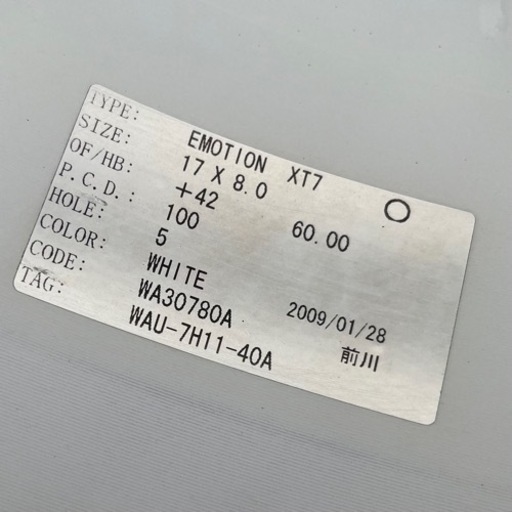 TYPE: EMOTION XT7
SIZE: 17 X 8.0 ○
OF/HB: +42 60.00
P.C.D.: 100
HOLE: 5
COLOR: WHITE
CODE: WA30780A 2009/01/28
TAG: WAU-7H11-40A 前川